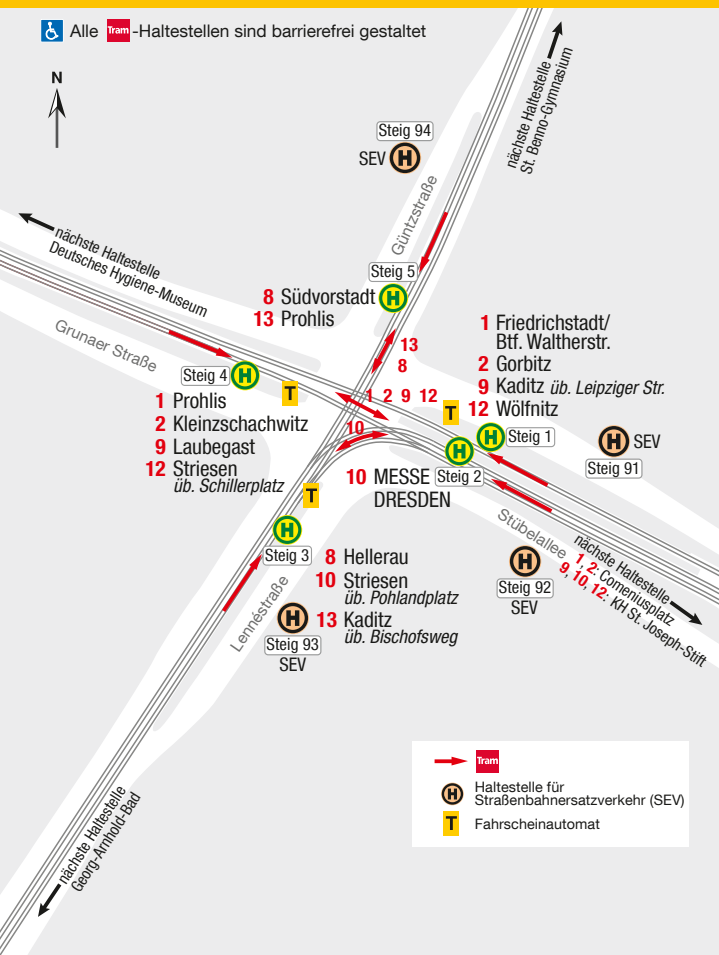 Alle Tram-Haltestellen sind barrierefrei gestaltet
N
Steig 94
SEV H
nächste Haltestelle
St. Benno-Gymnasium
Güntzstraße
nächste Haltestelle
Deutsches Hygiene-Museum
Grunaer Straße
Steig 5
H
8 Südvorstadt
13 Prohlis
13
8
1 Friedrichstadt/
Btf. Waltherstr.
2 Gorbitz
9 Kaditz üb. Leipziger Str.
12 Wölfnitz
Steig 4 H
T
1 Prohlis
2 Kleinzschachwitz
9 Laubegast
12 Striesen
üb. Schillerplatz
1 2 9 12
T
10
H Steig 1
H SEV
Steig 91
H
Steig 2
10 MESSE
DRESDEN
T
H
Steig 3
Stübelallee
H
Steig 92
SEV
nächste Haltestelle
1, 2: Comeniusplatz
9, 10, 12: KH St. Joseph-Stift
8 Hellerau
10 Striesen
üb. Pohlandplatz
13 Kaditz
üb. Bischofsweg
Lennéstraße
H
Steig 93
SEV
nächste Haltestelle
Georg-Arnhold-Bad
Tram
H Haltestelle für
Straßenbahnersatzverkehr (SEV)
T Fahrscheinautomat